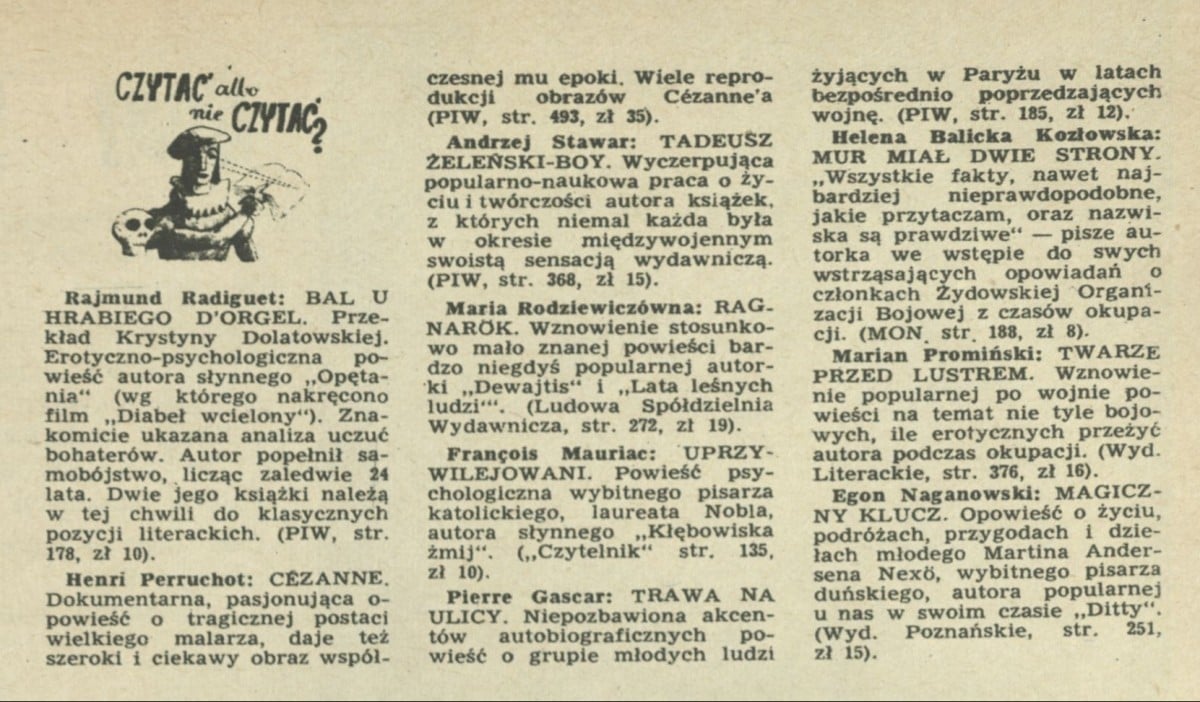 CZYTAĆ albo
nie CZYTAĆ?
Rajmund Radiguet: BAL U
HRABIEGO D'ORGEL. Prze-
kład Krystyny Dolatowskiej.
Erotyczno-psychologiczna po-
wieść autora słynnego „Opęta-
nia“ (wg którego nakręcono
film „Diabeł wcielony“). Zna-
komicie ukazana analiza uczuć
bohaterów. Autor popełnił sa-
mobójstwo, licząc zaledwie 24
lata. Dwie jego książki należą
w tej chwili do klasycznych
pozycji literackich. (PIW, str.
178, zł 10).
Henri Perruchot: CÉZANNE.
Dokumentarna, pasjonująca o-
powieść o tragicznej postaci
wielkiego malarza, daje też
szeroki i ciekawy obraz współ-
czesnej mu epoki. Wiele repro-
dukcji obrazów Cézanne'a
(PIW, str. 493, zł 35).
Andrzej Stawar: TADEUSZ
ŻELEŃSKI-BOY. Wyczerpująca
popularno-naukowa praca o ży-
ciu i twórczości autora książek,
z których niemal każda była
w okresie międzywojennym
swoistą sensacją wydawniczą.
(PIW, str. 368, zł 15).
Maria Rodziewiczówna: RAG-
NARÖK. Wznowienie stosunko-
wo mało znanej powieści bar-
dzo niegdyś popularnej autor-
ki „Dewajtis“ i „Lata leśnych
ludzi“'. (Ludowa Spółdzielnia
Wydawnicza, str. 272, zł 19).
François Mauriac: UPRZY-
WILEJOWANI. Powieść psy-
chologiczna wybitnego pisarza
katolickiego, laureata Nobla,
autora słynnego „Kłębowiska
żmij“. („Czytelnik“ str. 135,
zł 10).
Pierre Gascar: TRAWA NA
ULICY. Niepozbawiona akcen-
tów autobiograficznych po-
wieść o grupie młodych ludzi
żyjących w Paryżu w latach
bezpośrednio poprzedzających
wojnę. (PIW, str. 185, zł 12).
Helena Balicka Kozłowska:
MUR MIAŁ DWIE STRONY.
„Wszystkie fakty, nawet naj-
bardziej nieprawdopodobne,
jakie przytaczam, oraz nazwi-
ska są prawdziwe“ — pisze au-
torka we wstępie do swych
wstrząsających opowiadań o
członkach Żydowskiej Organi-
zacji Bojowej z czasów okupa-
cji. (MON. str. 188, zł 8).
Marian Promiński: TWARZE
PRZED LUSTREM. Wznowie-
nie popularnej po wojnie po-
wieści na temat nie tyle bojo-
wych, ile erotycznych przeżyć
autora podczas okupacji. (Wyd.
Literackie, str. 376, zł 16).
Egon Naganowski: MAGICZ-
NY KLUCZ. Opowieść o życiu,
podróżach, przygodach i dzie-
łach młodego Martina Ander-
sena Nexö, wybitnego pisarza
duńskiego, autora popularnej
u nas w swoim czasie „Ditty“.
(Wyd. Poznańskie, str. 251,
zł 15).